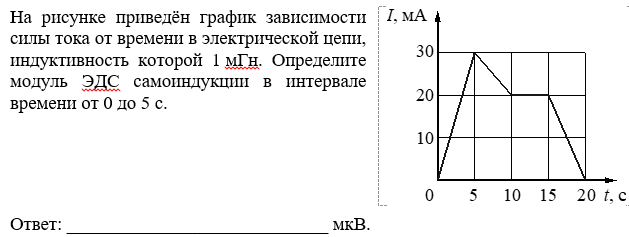 На рисунке приведён график зависимости
силы тока от времени в электрической цепи,
индуктивность которой 1 мГн. Определите
модуль ЭДС самоиндукции в интервале
времени от 0 до 5 с.
I, мА
30
20
10
0 5 10 15 20 t, с
Ответ: ____________________________ мкВ.